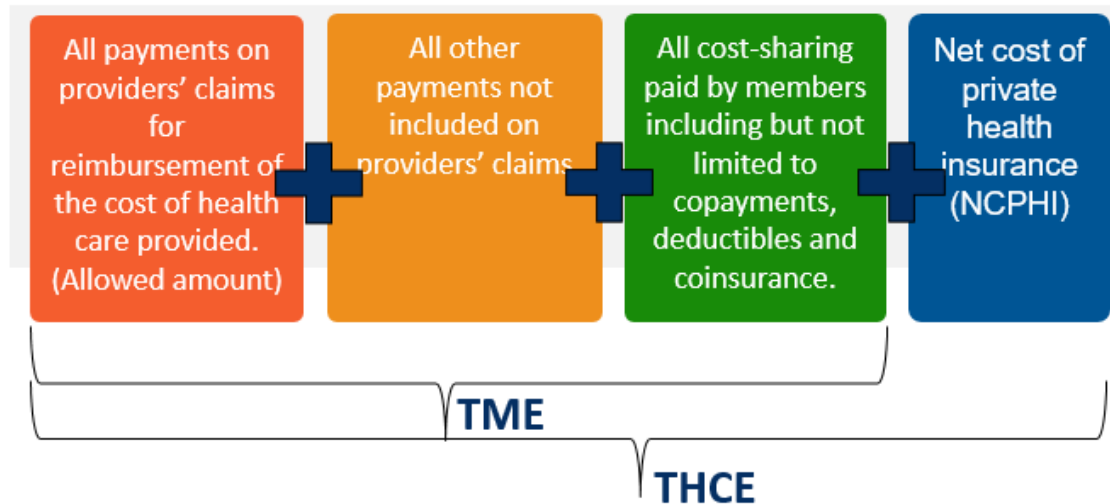 All payments on
providers’ claims
for
reimbursement of
the cost of health
care provided.
(Allowed amount)
All other
payments not
included on
providers’ claims
All cost-sharing
paid by members
including but not
limited to
copayments,
deductibles and
coinsurance.
Net cost of
private
health
insurance
(NCPHI)
TME
THCE